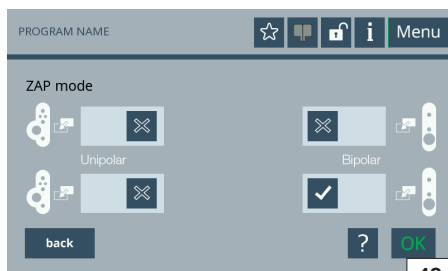 PROGRAM NAME
i Menu
ZAP mode
Unipolar Bipolar
back ? OK